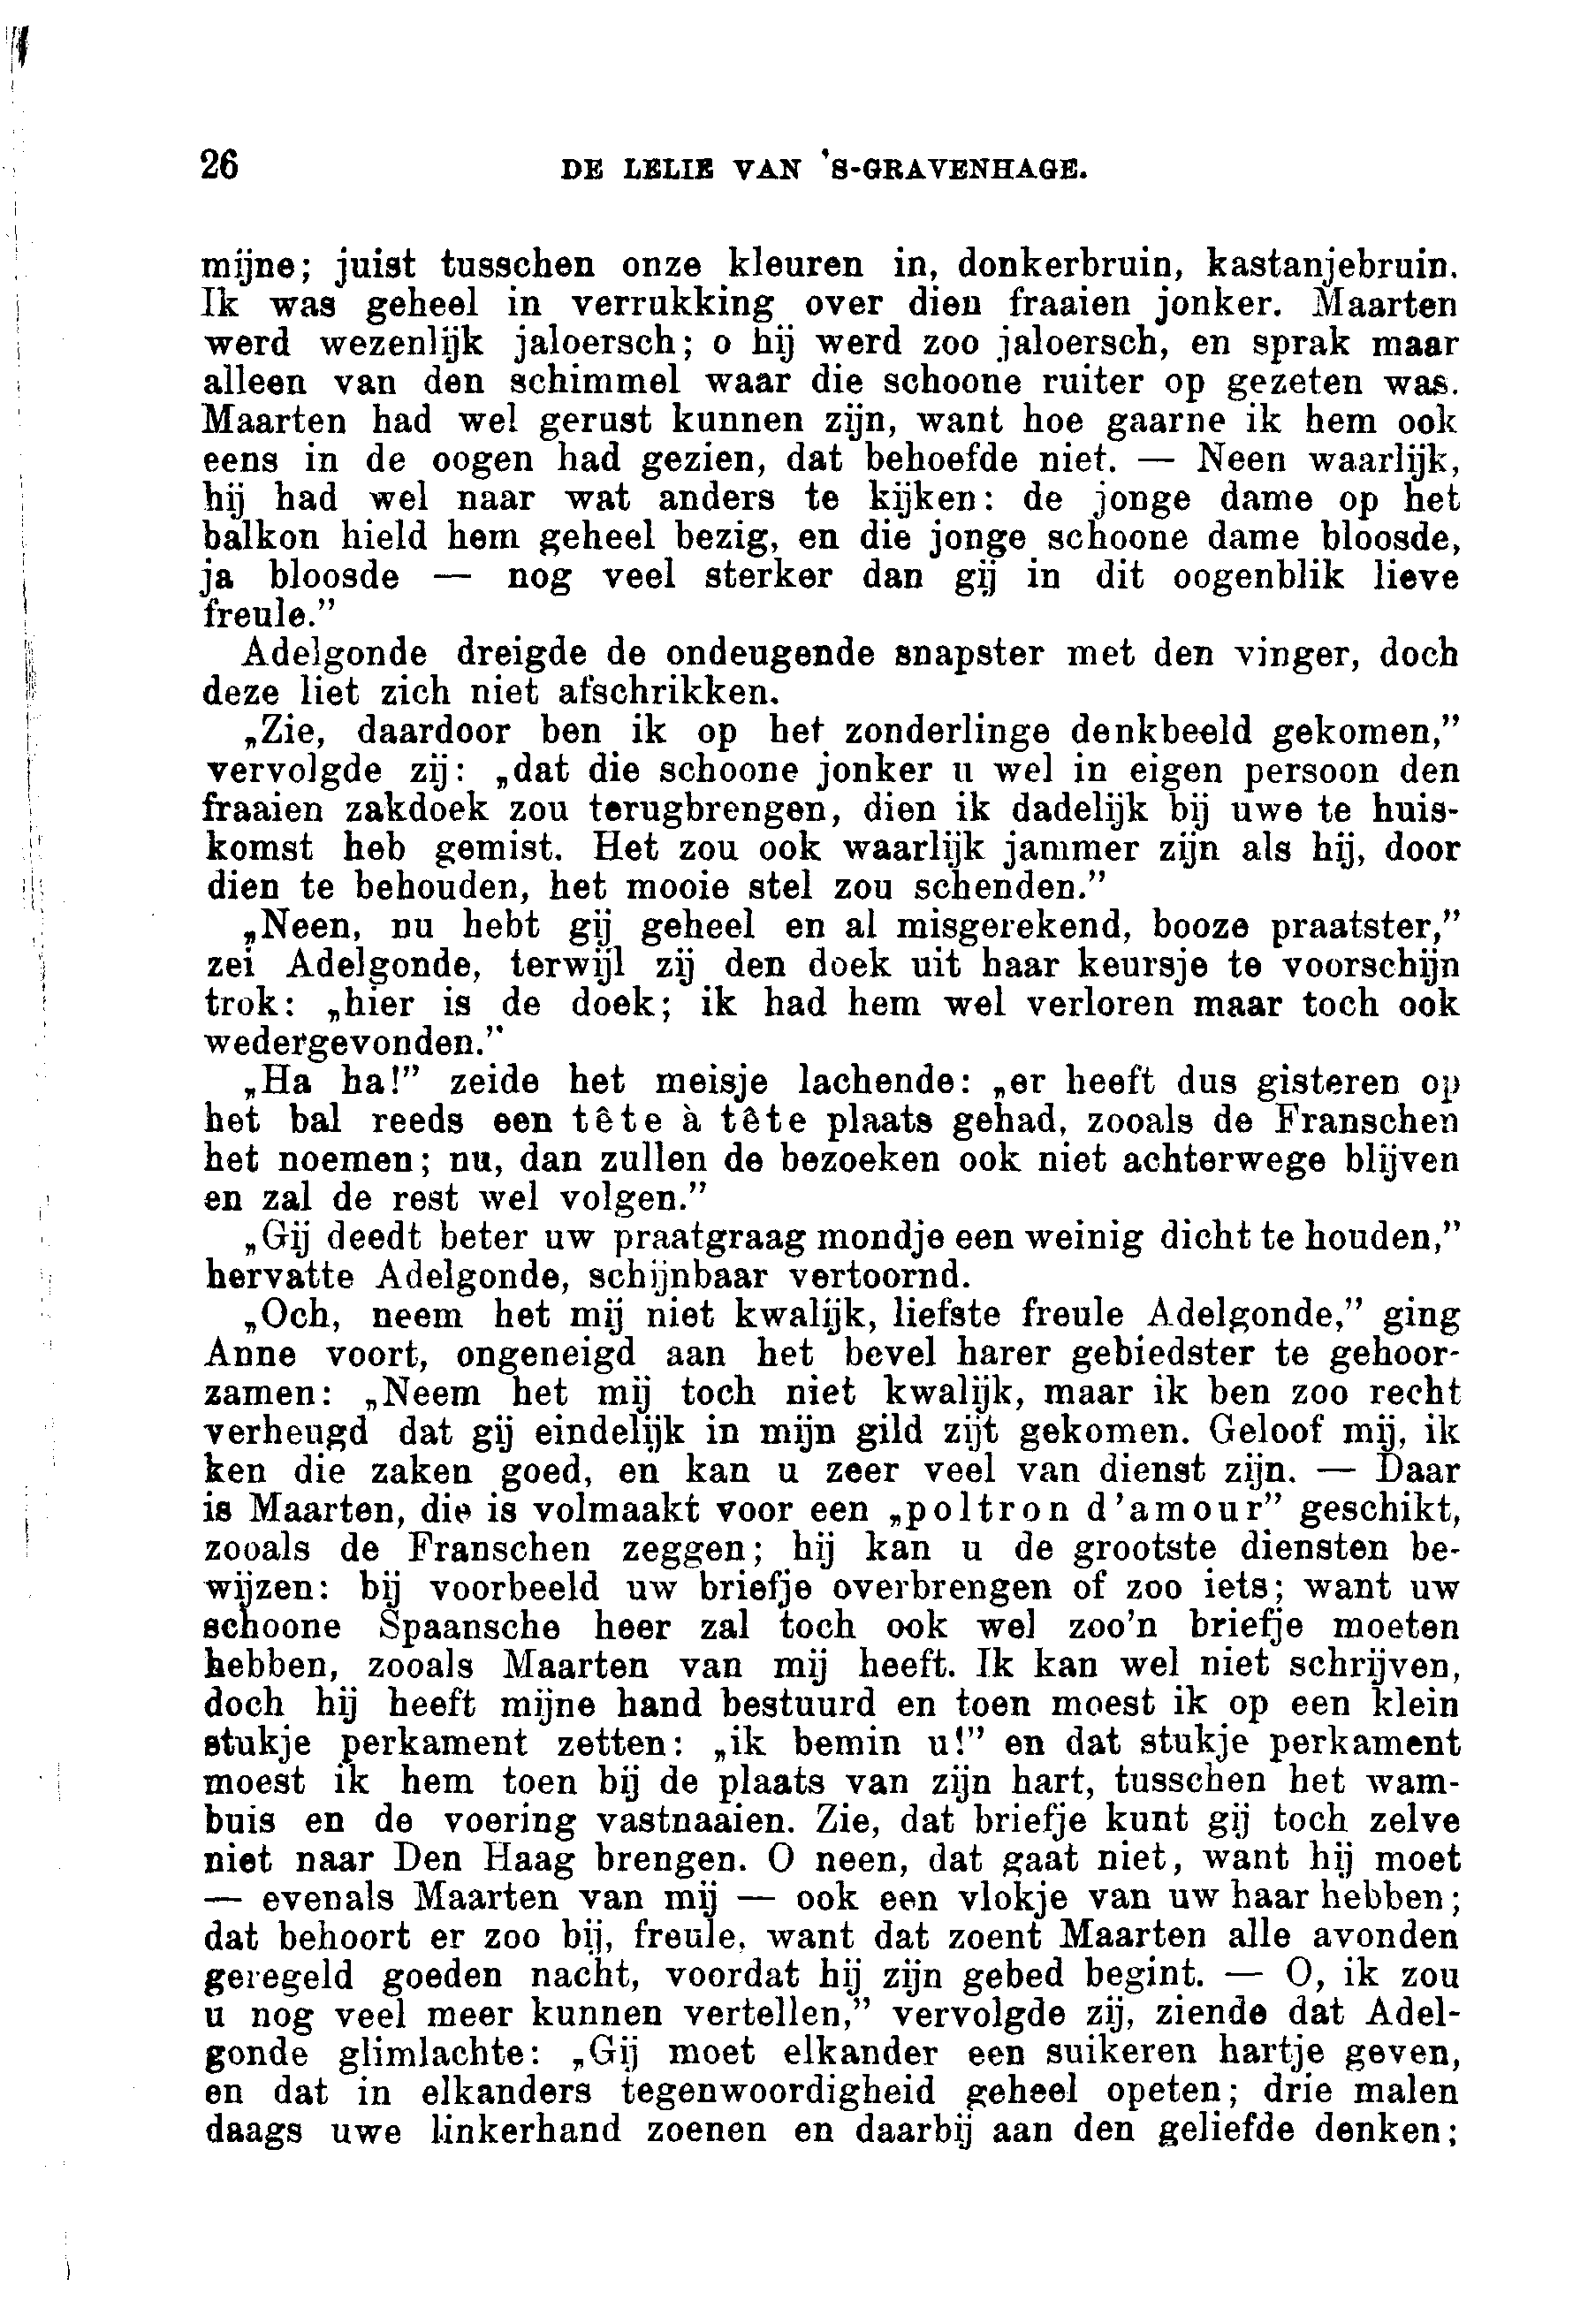 26 DE LELIE VAN 'S-GRAVENHAGE.
mijne; juist tusschen onze kleuren in, donkerbruin, kastanjebruin.
Ik was geheel in verrukking over dien fraaien jonker. Maarten
werd wezenlijk jaloersch; o hij werd zoo jaloersch, en sprak maar
alleen van den schimmel waar die schoone ruiter op gezeten was.
Maarten had wel gerust kunnen zijn, want hoe gaarne ik hem ook
eens in de oogen had gezien, dat behoefde niet. — Neen waarlijk,
hij had wel naar wat anders te kijken: de jonge dame op het
balkon hield hem geheel bezig, en die jonge schoone dame bloosde,
ja bloosde — nog veel sterker dan gij in dit oogenblik lieve
freule.”
Adelgonde dreigde de ondeugende snapster met den vinger, doch
deze liet zich niet afschrikken.
„Zie, daardoor ben ik op het zonderlinge denkbeeld gekomen,”
vervolgde zij: „dat die schoone jonker u wel in eigen persoon den
fraaien zakdoek zou terugbrengen, dien ik dadelijk bij uwe te huis-
komst heb gemist. Het zou ook waarlijk jammer zijn als hij, door
dien te behouden, het mooie stel zou schenden.”
„Neen, nu hebt gij geheel en al misgerekend, booze praatster,”
zei Adelgonde, terwijl zij den doek uit haar keursje te voorschijn
trok: „hier is de doek; ik had hem wel verloren maar toch ook
wedergevonden.”
„Ha ha!” zeide het meisje lachende: „er heeft dus gisteren op
het bal reeds een tête à tête plaats gehad, zooals de Franschen
het noemen; nu, dan zullen de bezoeken ook niet achterwege blijven
en zal de rest wel volgen.”
„Gij deedt beter uw praatgraag mondje een weinig dicht te houden,”
hervatte Adelgonde, schijnbaar vertoornd.
„Och, neem het mij niet kwalijk, liefste freule Adelgonde,” ging
Anne voort, ongeneigd aan het bevel harer gebiedster te gehoor-
zamen: „Neem het mij toch niet kwalijk, maar ik ben zoo recht
verheugd dat gij eindelijk in mijn gild zijt gekomen. Geloof mij, ik
ken die zaken goed, en kan u zeer veel van dienst zijn. — Daar
is Maarten, die is volmaakt voor een „poltron d'amour” geschikt,
zooals de Franschen zeggen; hij kan u de grootste diensten be-
wijzen: bij voorbeeld uw briefje overbrengen of zoo iets; want uw
schoone Spaansche heer zal toch ook wel zoo'n briefje moeten
hebben, zooals Maarten van mij heeft. Ik kan wel niet schrijven,
doch hij heeft mijne hand bestuurd en toen moest ik op een klein
stukje perkament zetten: „ik bemin u!” en dat stukje perkament
moest ik hem toen bij de plaats van zijn hart, tusschen het wam-
buis en de voering vastnaaien. Zie, dat briefje kunt gij toch zelve
niet naar Den Haag brengen. O neen, dat gaat niet, want hij moet
— evenals Maarten van mij — ook een vlokje van uw haar hebben;
dat behoort er zoo bij, freule, want dat zoent Maarten alle avonden
geregeld goeden nacht, voordat hij zijn gebed begint. — O, ik zou
u nog veel meer kunnen vertellen,” vervolgde zij, ziende dat Adel-
gonde glimlachte: „Gij moet elkander een suikeren hartje geven,
en dat in elkanders tegenwoordigheid geheel opeten; drie malen
daags uwe linkerhand zoenen en daarbij aan den geliefde denken;